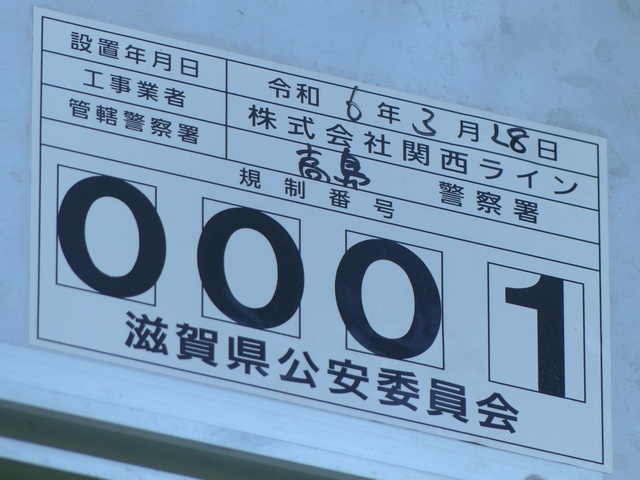 設置年月日 令和 6 年 3 月 28 日
工事業者 株式会社関西ライン
管轄警察署 高島 警察署
規制番号
0001
滋賀県公安委員会